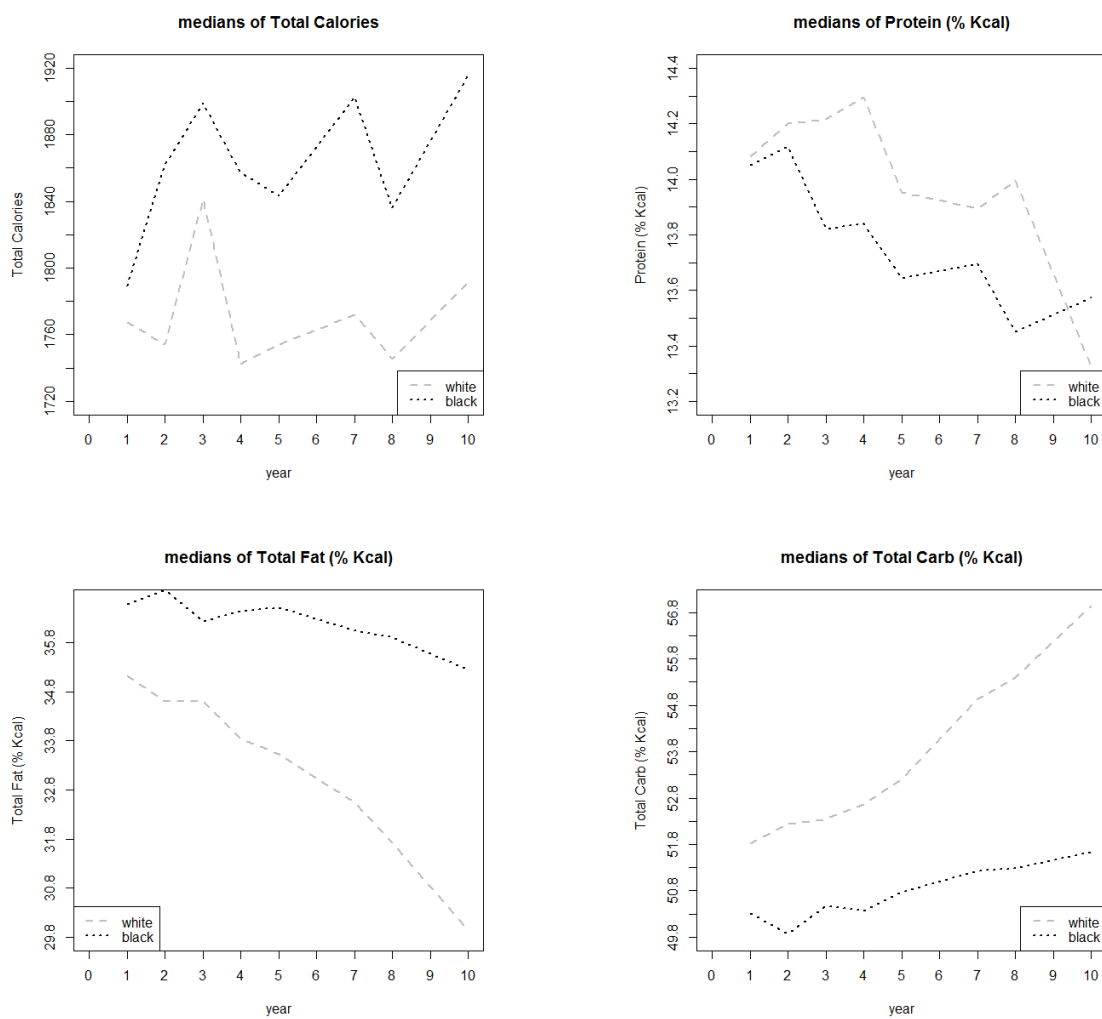 medians of Total Calories
Total Calories
1920
1880
1840
1800
1760
1720
white
black
0 1 2 3 4 5 6 7 8 9 10
year
medians of Protein (% Kcal)
Protein (% Kcal)
14.4
14.2
14.0
13.8
13.6
13.4
13.2
white
black
0 1 2 3 4 5 6 7 8 9 10
year
medians of Total Fat (% Kcal)
Total Fat (% Kcal)
35.8
34.8
33.8
32.8
31.8
30.8
29.8
white
black
0 1 2 3 4 5 6 7 8 9 10
year
medians of Total Carb (% Kcal)
Total Carb (% Kcal)
56.8
55.8
54.8
53.8
52.8
51.8
50.8
49.8
white
black
0 1 2 3 4 5 6 7 8 9 10
year